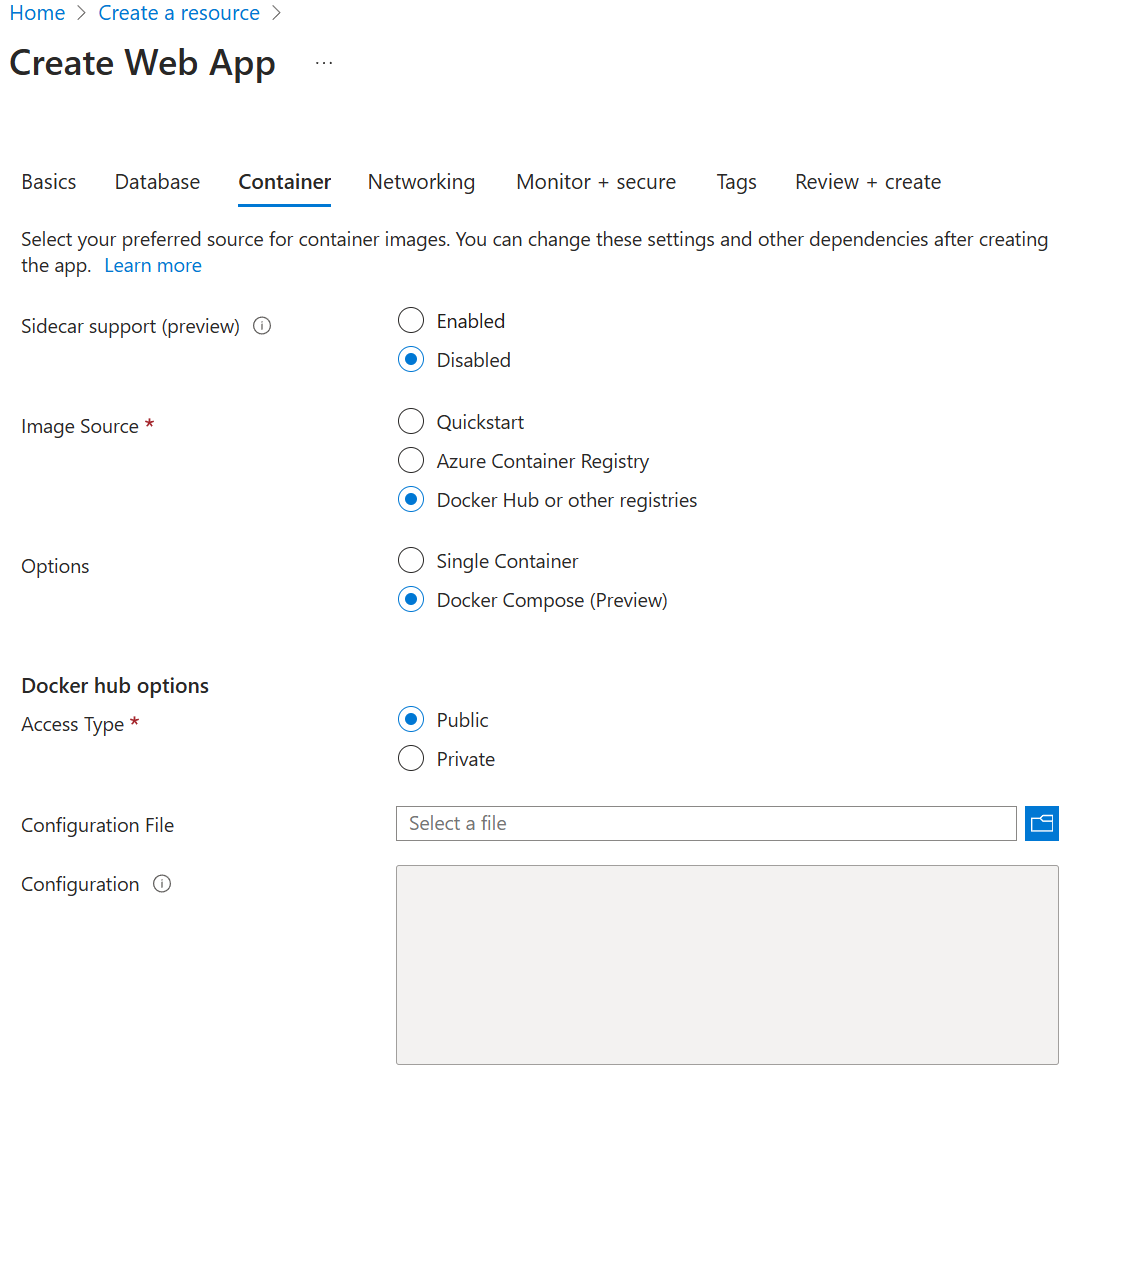 Home > Create a resource >
Create Web App ...
Basics Database Container Networking Monitor + secure Tags Review + create
Select your preferred source for container images. You can change these settings and other dependencies after creating
the app. Learn more
Sidecar support (preview) Enabled
Disabled
Image Source * Quickstart
Azure Container Registry
Docker Hub or other registries
Options Single Container
Docker Compose (Preview)
Docker hub options
Access Type * Public
Private
Configuration File Select a file
Configuration